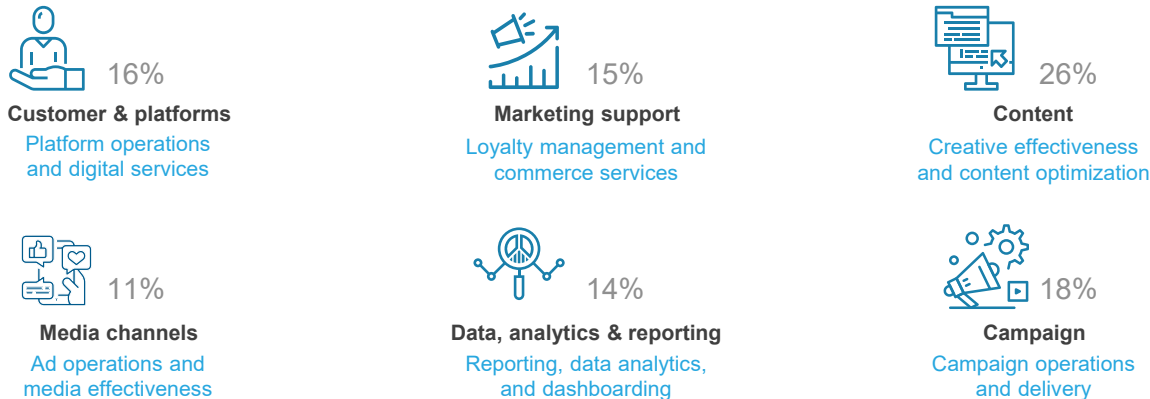 16%
Customer & platforms
Platform operations
and digital services
15%
Marketing support
Loyalty management and
commerce services
26%
Content
Creative effectiveness
and content optimization
11%
Media channels
Ad operations and
media effectiveness
14%
Data, analytics & reporting
Reporting, data analytics,
and dashboarding
18%
Campaign
Campaign operations
and delivery